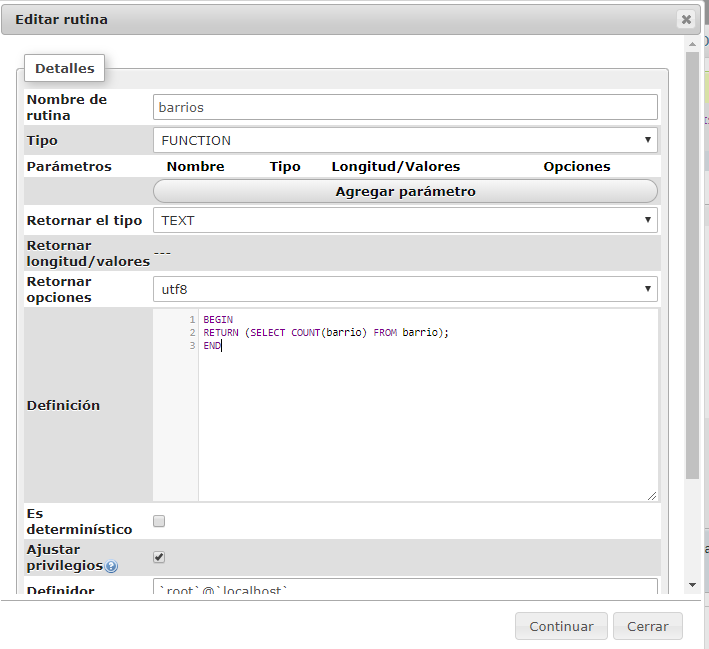 Editar rutina
Detalles
Nombre de
rutina
barrios
Tipo
FUNCTION
Parámetros Nombre Tipo Longitud/Valores Opciones
Agregar parámetro
Retornar el tipo
TEXT
Retornar
longitud/valores
---
Retornar
opciones
utf8
Definición
1 BEGIN
2 RETURN (SELECT COUNT(barrio) FROM barrio);
3 END
Es
determinístico
Ajustar
privilegios
Definidor
`root`@`localhost`
Continuar
Cerrar